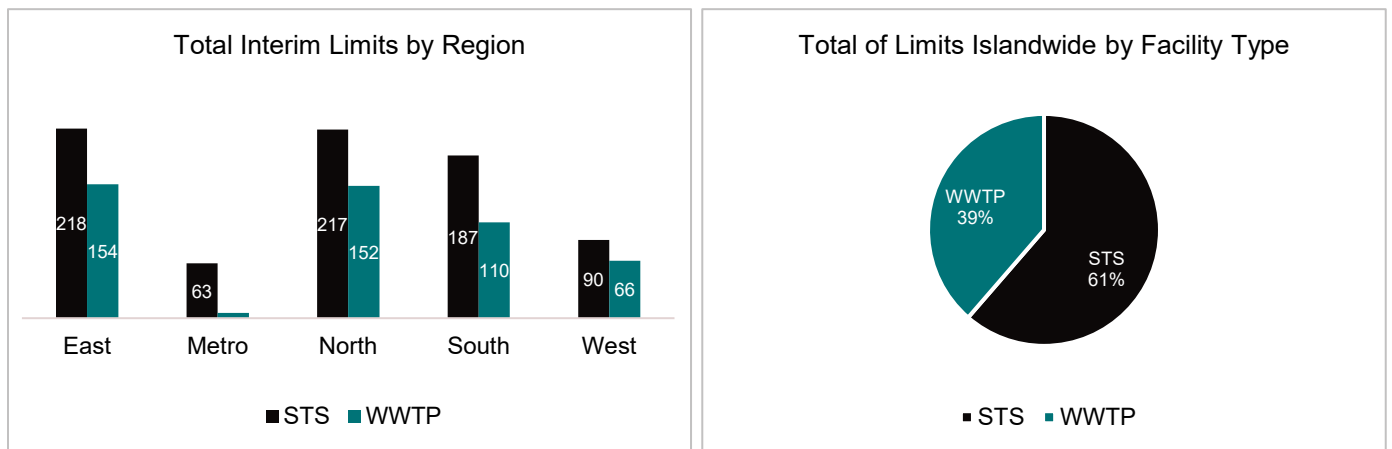 Total Interim Limits by Region
218
154
63
217
152
187
110
90
66
East Metro North South West
STS WWTP
Total of Limits Islandwide by Facility Type
WWTP
39%
STS
61%
STS WWTP